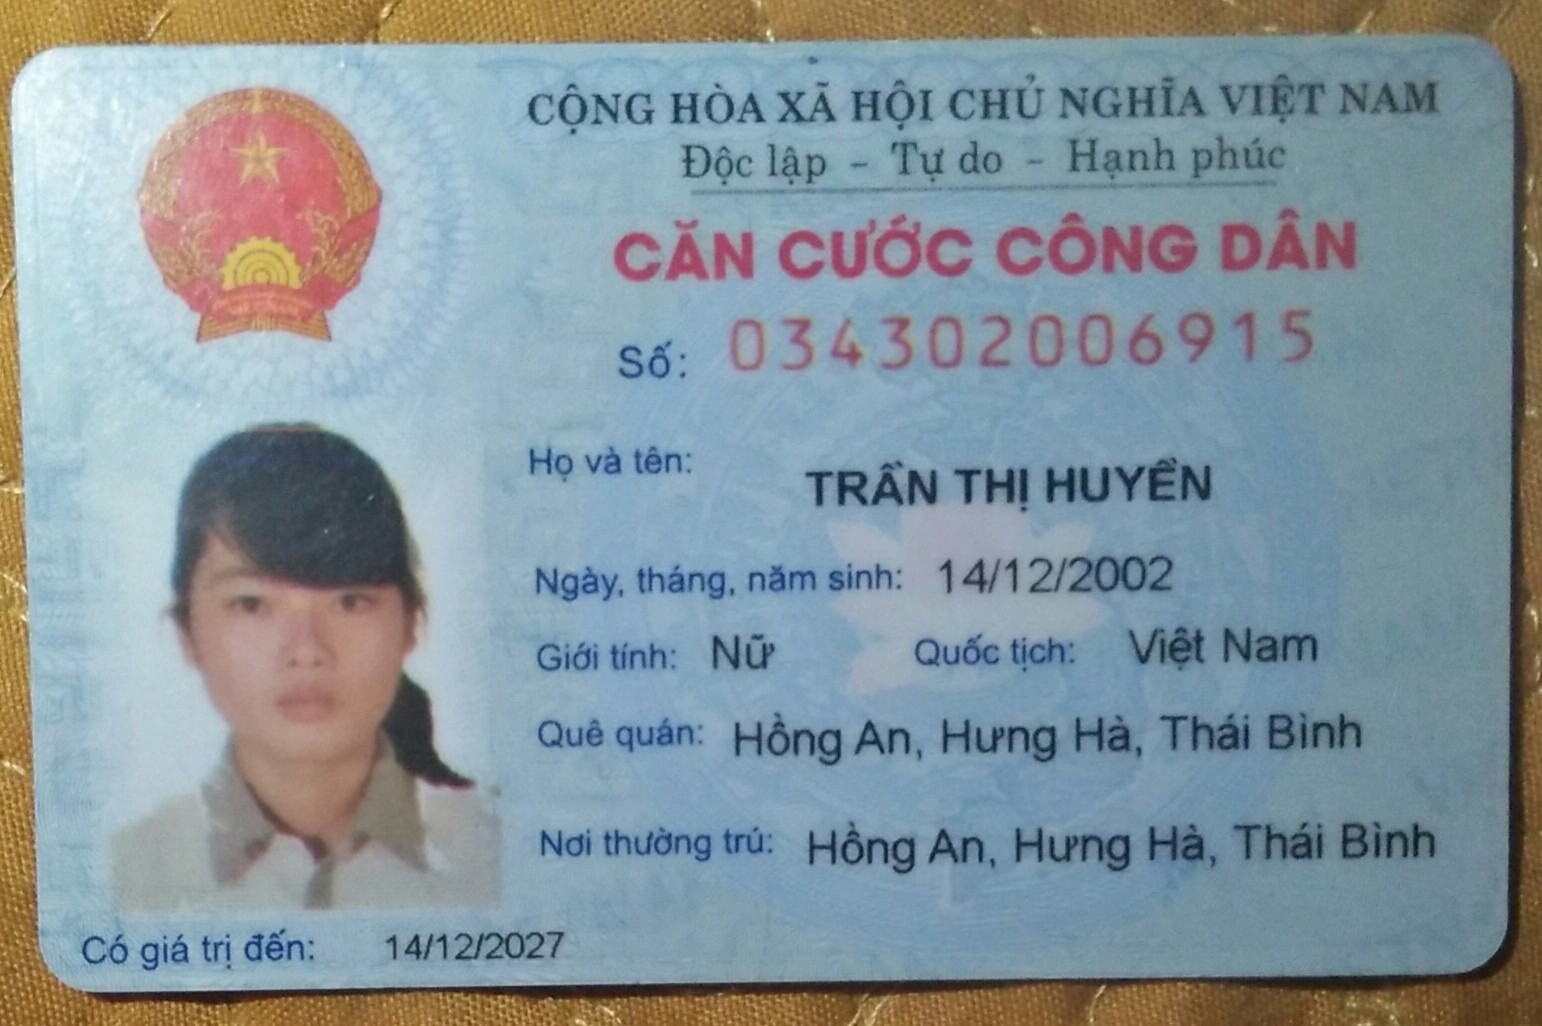 CỘNG HÒA XÃ HỘI CHỦ NGHĨA VIỆT NAM
Độc lập - Tự do - Hạnh phúc
CĂN CƯỚC CÔNG DÂN
Số: 034302006915
Họ và tên: TRẦN THỊ HUYỀN
Ngày, tháng, năm sinh: 14/12/2002
Giới tính: Nữ Quốc tịch: Việt Nam
Quê quán: Hồng An, Hưng Hà, Thái Bình
Nơi thường trú: Hồng An, Hưng Hà, Thái Bình
Có giá trị đến: 14/12/2027